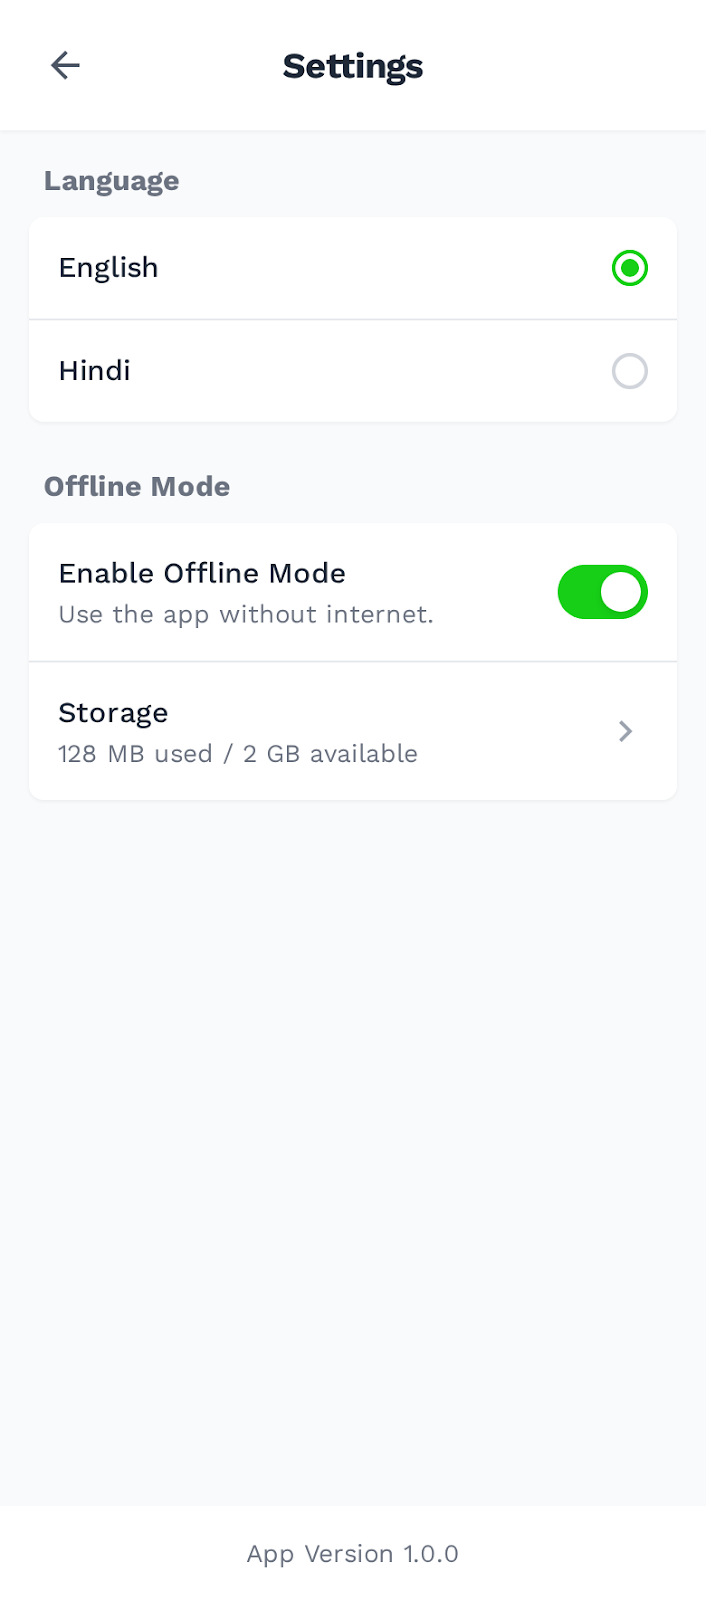 Settings
Language
English
Hindi
Offline Mode
Enable Offline Mode
Use the app without internet.
Storage
128 MB used / 2 GB available
App Version 1.0.0